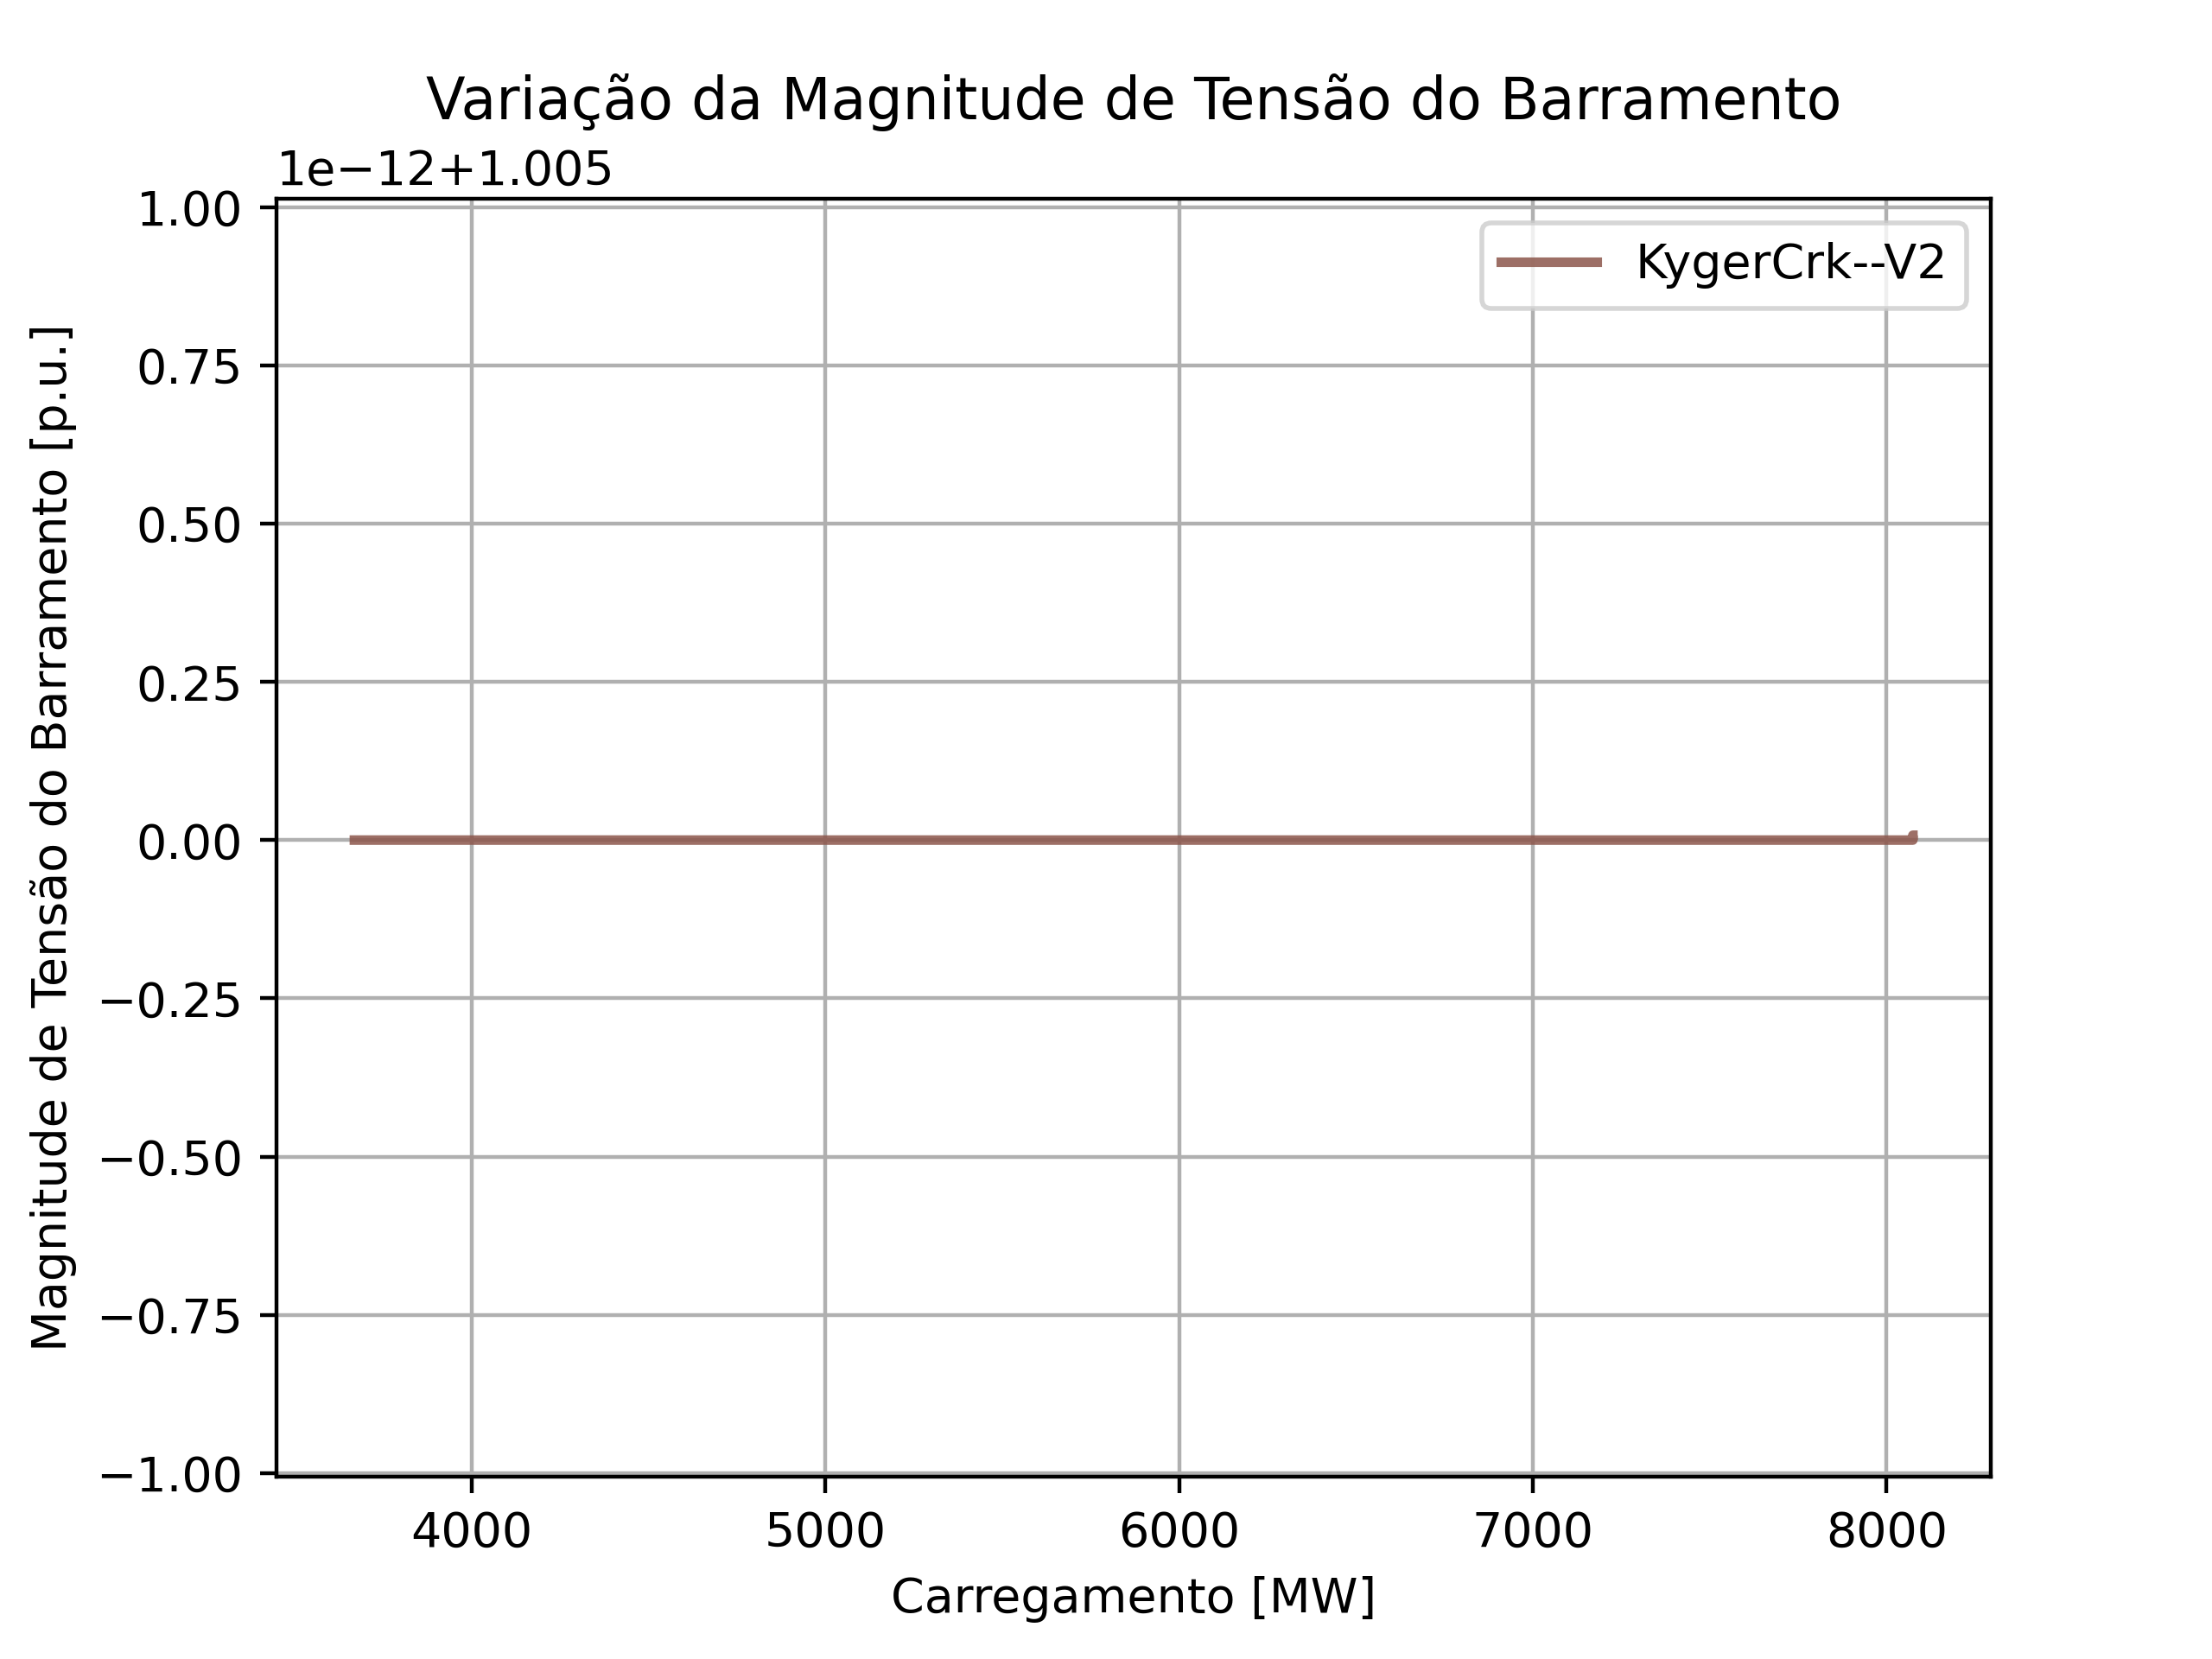 Variação da Magnitude de Tensão do Barramento
1e−12+1.005
KygerCrk--V2
Magnitude de Tensão do Barramento [p.u.]
1.00
0.75
0.50
0.25
0.00
−0.25
−0.50
−0.75
−1.00
4000 5000 6000 7000 8000
Carregamento [MW]